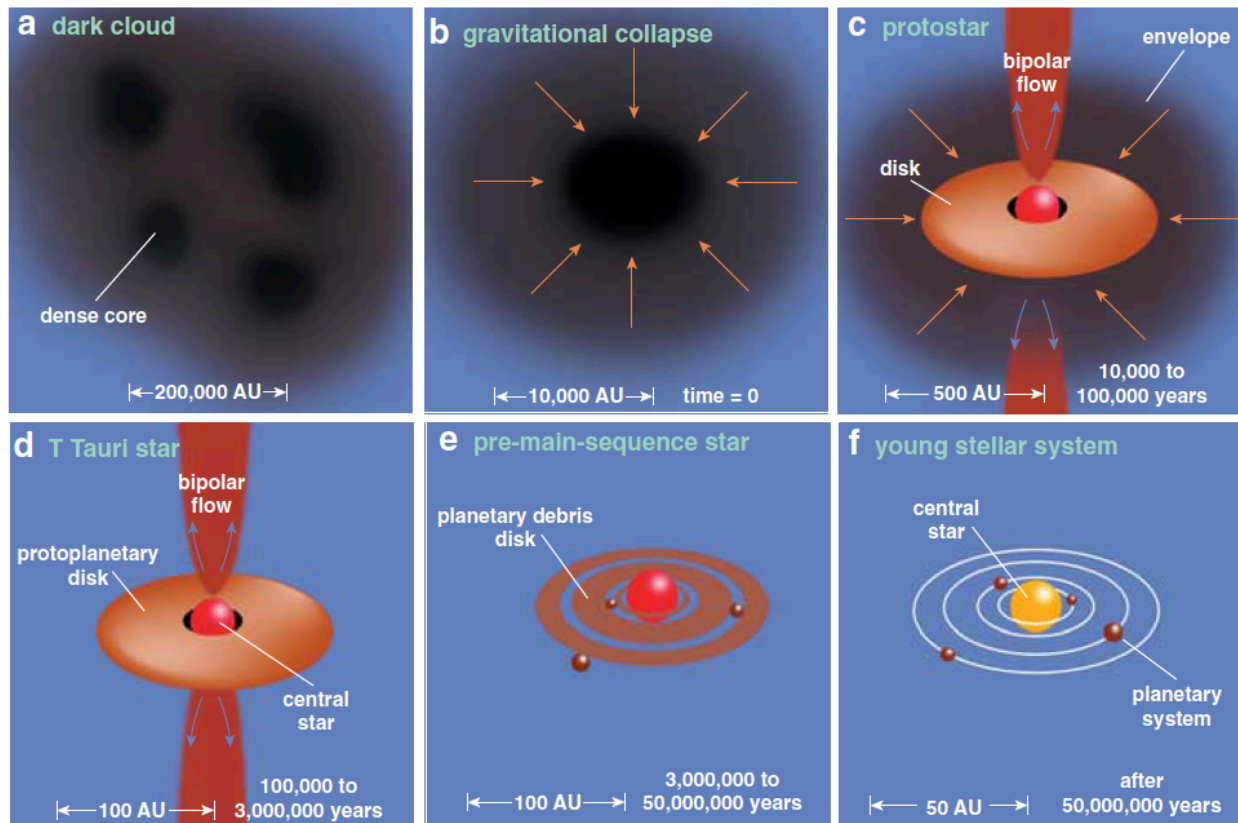 a dark cloud
dense core
200,000 AU
b gravitational collapse
10,000 AU time = 0
c protostar
envelope
bipolar
flow
disk
500 AU
10,000 to
100,000 years
d T Tauri star
bipolar
flow
protoplanetary
disk
central
star
100 AU
100,000 to
3,000,000 years
e pre-main-sequence star
planetary debris
disk
100 AU
3,000,000 to
50,000,000 years
f young stellar system
central
star
planetary
system
50 AU
after
50,000,000 years